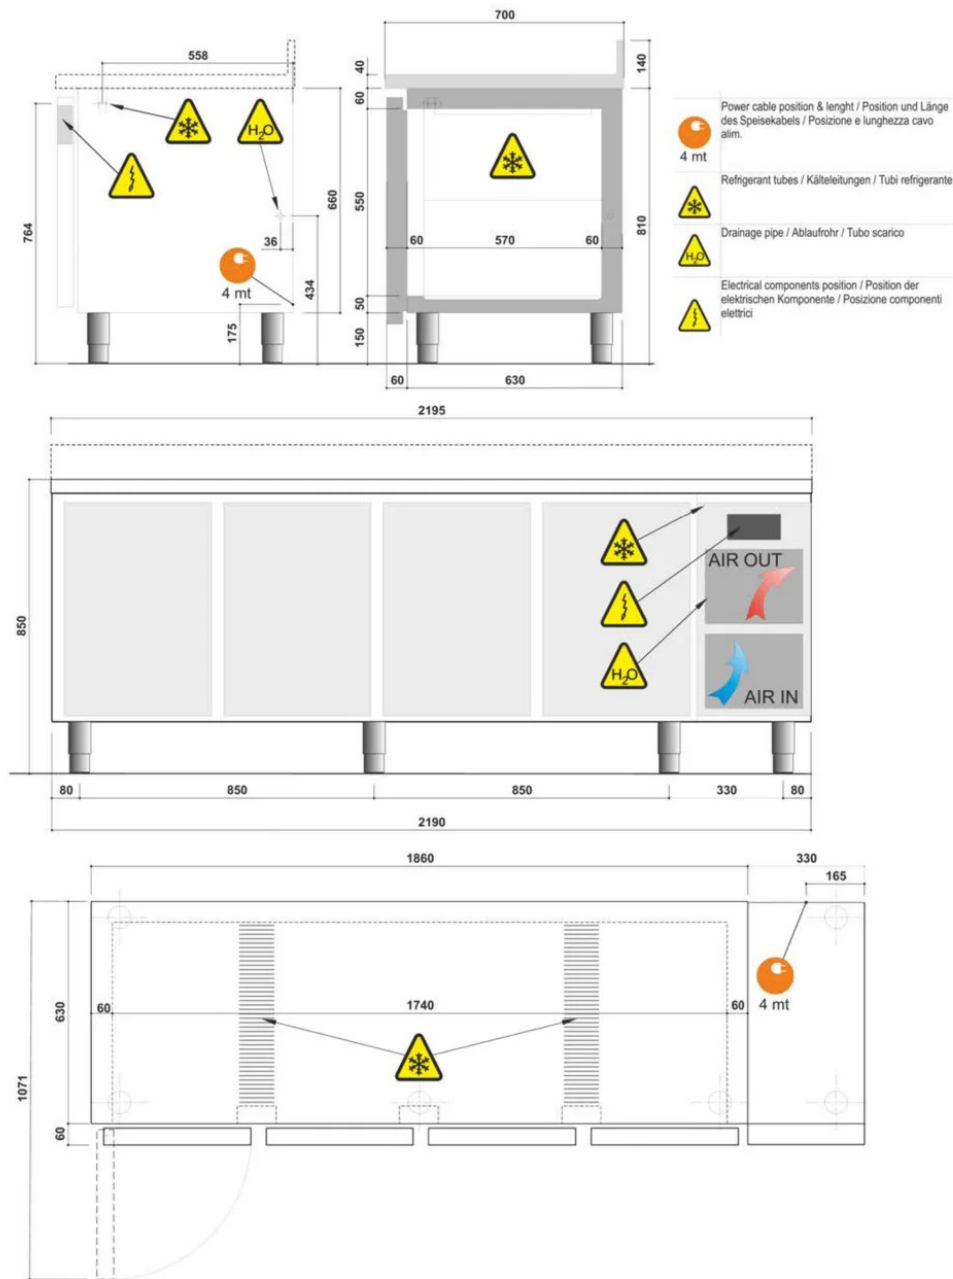 700
558
40
140
60
H₂O
Power cable position & lenght / Position und Länge
des Speisekabels / Posizione e lunghezza cavo
alim.
4 mt
Refrigerant tubes / Kälteleitungen / Tubi refrigerante
Drainage pipe / Ablaufrohr / Tubo scarico
H₂O
Electrical components position / Position der
elektrischen Komponente / Posizione componenti
elettrici
764
660
550
810
36
60
570
60
4 mt
434
175
50
150
60
630
2195
850
AIR OUT
H₂O
AIR IN
80
850
850
330
80
2190
1860
330
165
1071
630
60
1740
60
4 mt
60